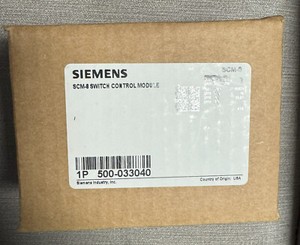 SIEMENS
SCM-8
SCM-8 SWITCH CONTROL MODULE
1P 500-033040
Siemens Industry, Inc.
Country of Origin: USA